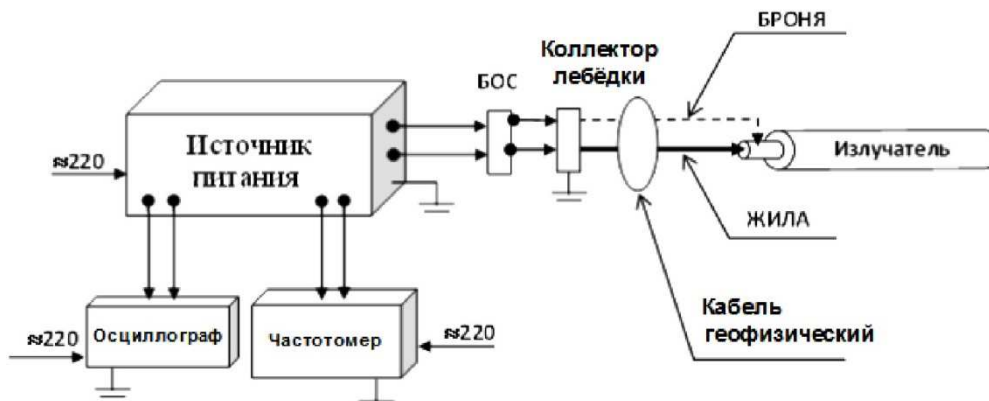 БРОНЯ
Коллектор
лебёдки
БОС
Источник
питания
≈220
Излучатель
ЖИЛА
Кабель
геофизический
Осциллограф
≈220
Частотомер
≈220